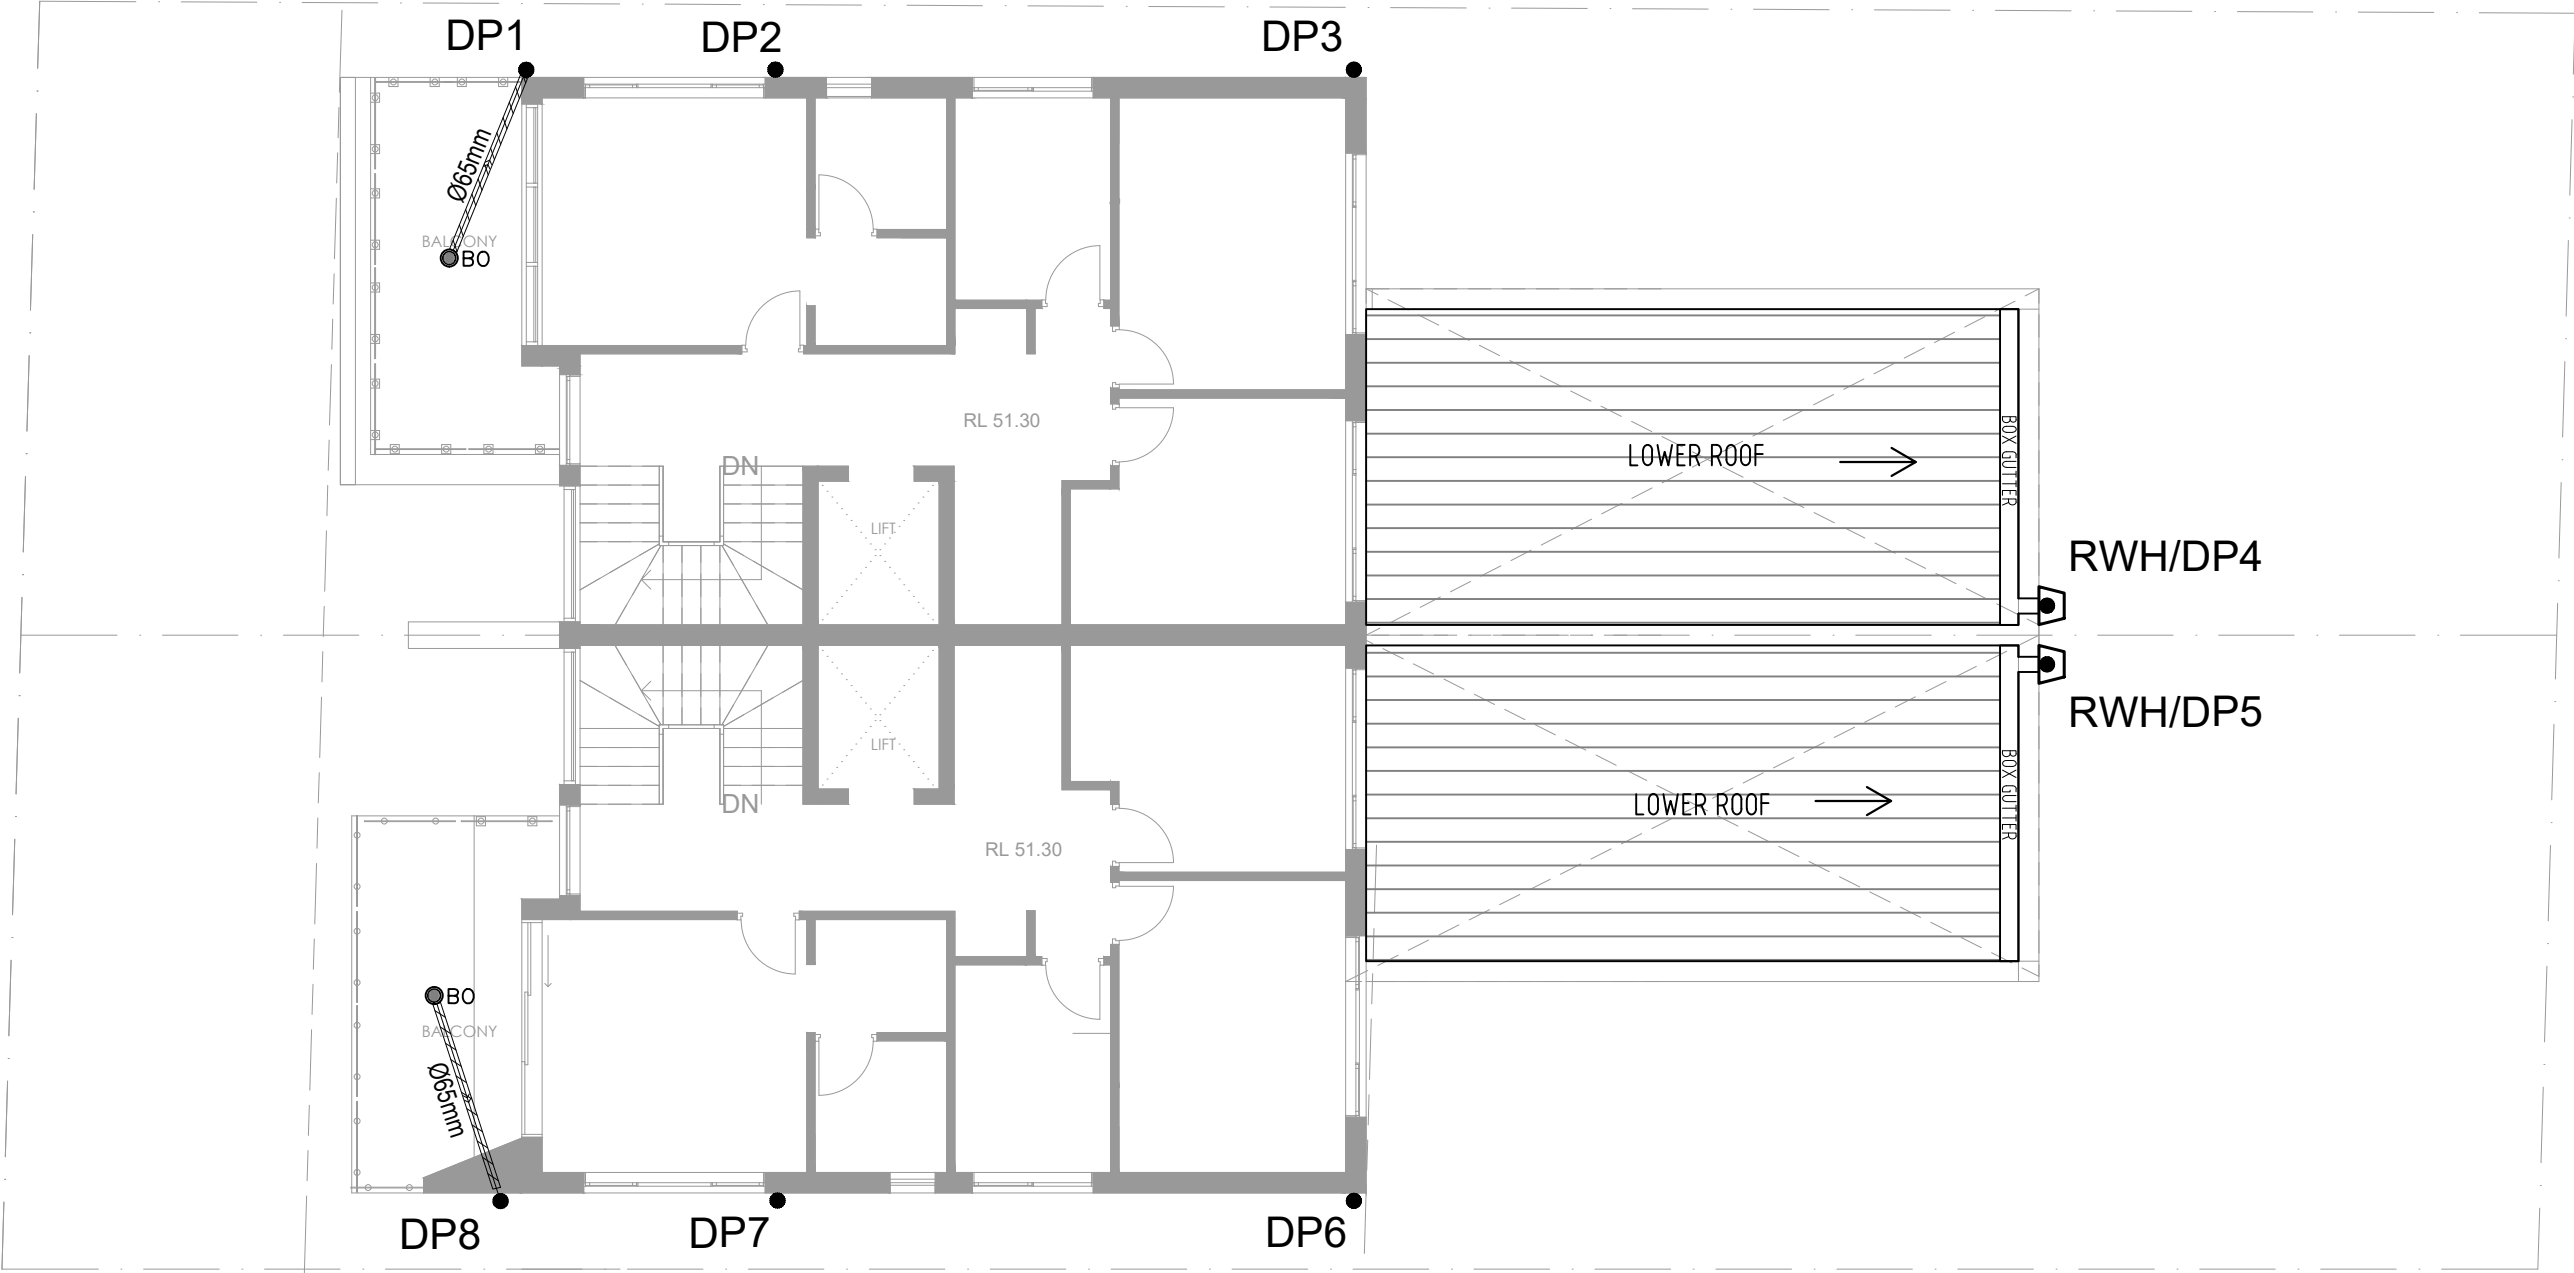 DP1
DP2
DP3
Ø65mm
BALCONY
BO
RL 51.30
DN
LIFT
LOWER ROOF
BOX GUTTER
RWH/DP4
LIFT
DN
RL 51.30
LOWER ROOF
BOX GUTTER
RWH/DP5
BO
BALCONY
Ø65mm
DP8
DP7
DP6